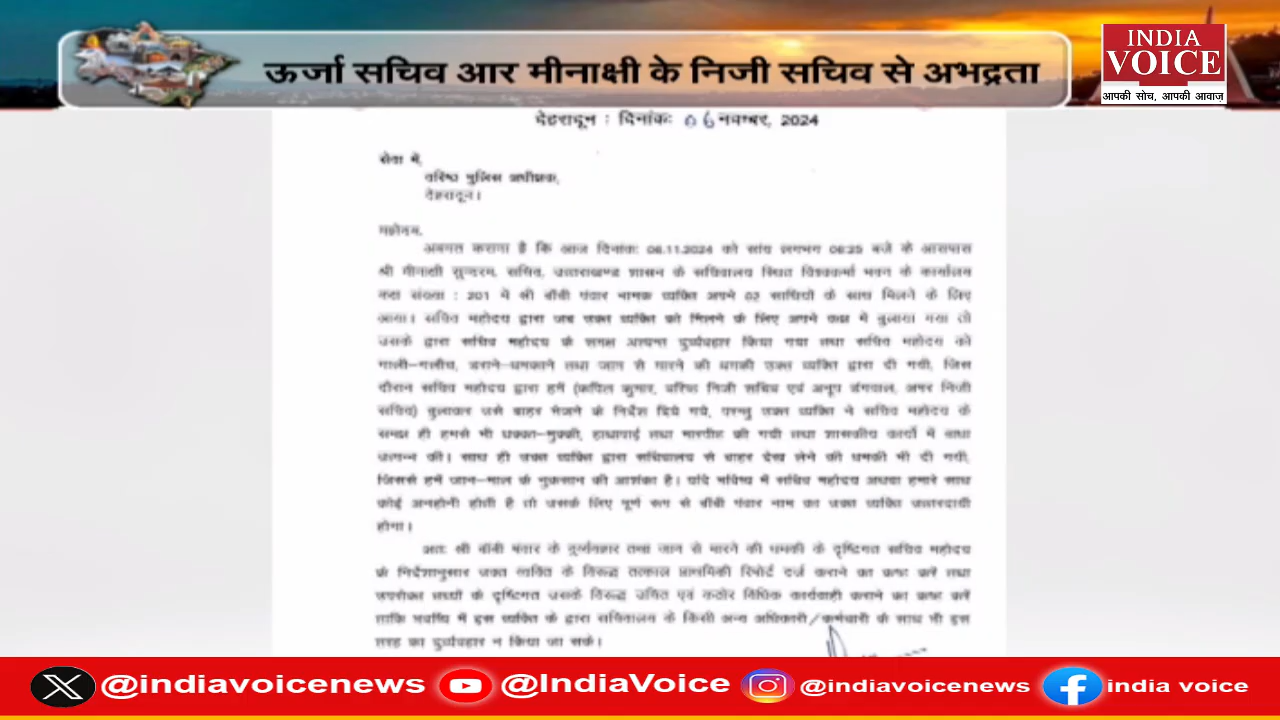 ऊर्जा सचिव आर मीनाक्षी के निजी सचिव से अभद्रता
INDIA
VOICE
आपकी सोच, आपकी आवाज़
देहरादून : दिनांकः 06 नवम्बर, 2024
सेवा में,
वरिष्ठ पुलिस अधीक्षक,
देहरादून।
महोदय,
अवगत कराना है कि आज दिनांकः 06.11.2024 को सांय लगभग 06:25 बजे के आसपास
श्री मीनाक्षी सुन्दरम, सचिव, उत्तराखण्ड शासन के सचिवालय स्थित विश्वकर्मा भवन के कार्यालय
कक्ष संख्या : 201 में श्री बॉबी पंवार नामक व्यक्ति अपने 02 साथियों के साथ मिलने के लिए
आया। सचिव महोदय द्वारा जब उक्त व्यक्ति को मिलने के लिए अपने कक्ष में बुलाया गया तो
उसके द्वारा सचिव महोदय के समक्ष अत्यन्त दुर्व्यवहार किया गया तथा सचिव महोदय को
गाली-गलौच, डराने-धमकाने तथा जान से मारने की धमकी उक्त व्यक्ति द्वारा दी गयी, जिस
दौरान सचिव महोदय द्वारा हमें (कपिल कुमार, वरिष्ठ निजी सचिव एवं अनूप डंगवाल, अपर निजी
सचिव) बुलाकर उसे बाहर भेजने के निर्देश दिये गये, परन्तु उक्त व्यक्ति ने सचिव महोदय के
समक्ष ही हमसे भी धक्का-मुक्की, हाथापाई तथा मारपीट की गयी तथा शासकीय कार्यों में बाधा
उत्पन्न की। साथ ही उक्त व्यक्ति द्वारा सचिवालय से बाहर देख लेने की धमकी भी दी गयी,
जिससे हमें जान-माल के नुकसान की आशंका है। यदि भविष्य में सचिव महोदय अथवा हमारे साथ
कोई अनहोनी होती है तो उसके लिए पूर्ण रूप से बॉबी पंवार नाम का उक्त व्यक्ति उत्तरदायी
होगा।
अतः श्री बॉबी पंवार के दुर्व्यवहार तथा जान से मारने की धमकी के दृष्टिगत सचिव महोदय
के निर्देशानुसार उक्त व्यक्ति के विरूद्ध तत्काल प्राथमिकी रिपोर्ट दर्ज कराने का कष्ट करें तथा
उपरोक्त तथ्यों के दृष्टिगत उसके विरूद्ध उचित एवं कठोर विधिक कार्यवाही कराने का कष्ट करें
ताकि भविष्य में इस व्यक्ति के द्वारा सचिवालय के किसी अन्य अधिकारी/कर्मचारी के साथ भी इस
तरह का दुर्व्यवहार न किया जा सके।
@indiavoicenews @IndiaVoice @indiavoicenews india voice